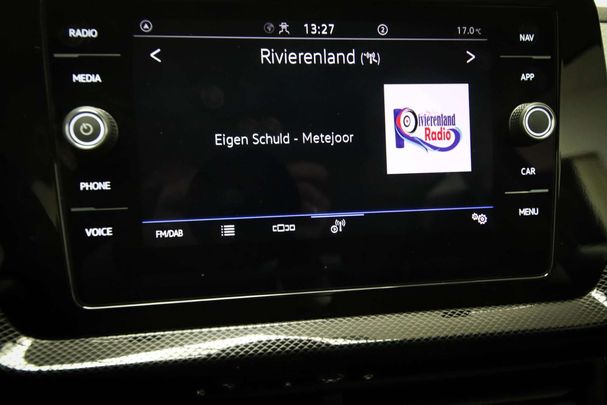 RADIO
MEDIA
PHONE
VOICE
13:27
2
17.0 °C
Rivierenland
Rivierenland
Radio
Eigen Schuld - Metejoor
FM/DAB
NAV
APP
CAR
MENU